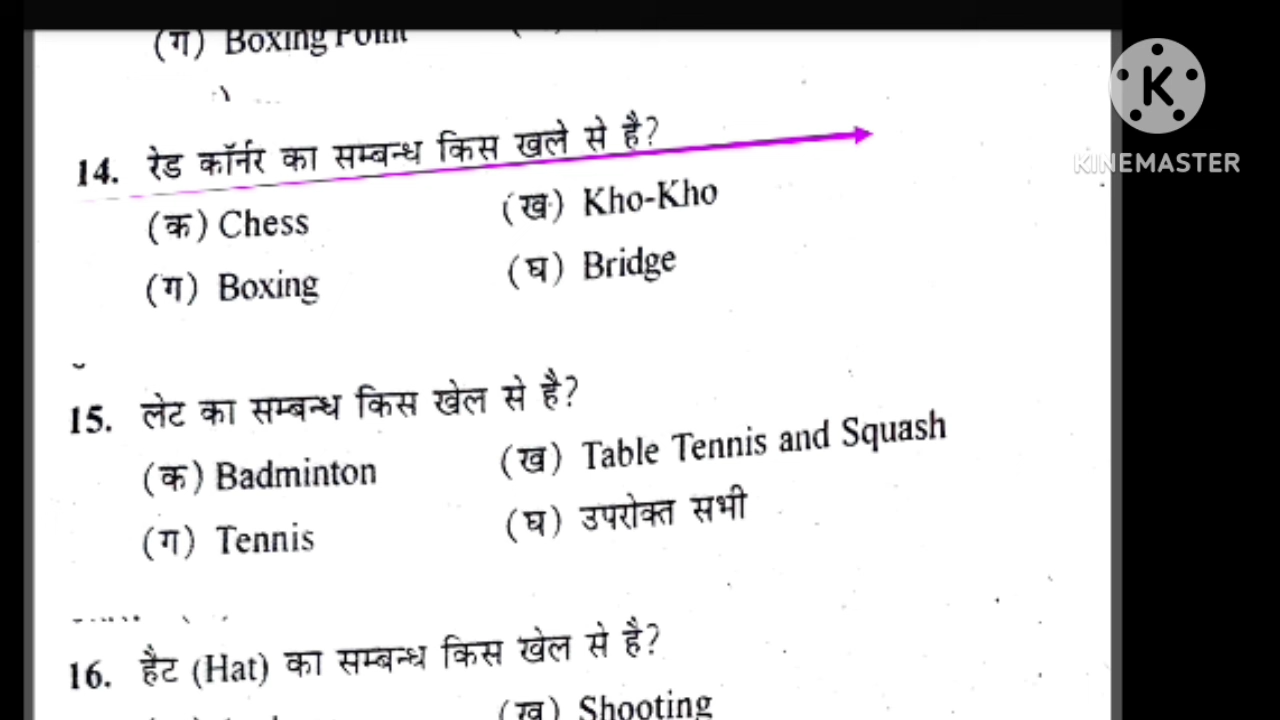 (ग) Boxing Point
14. रेड कॉर्नर का सम्बन्ध किस खले से है?
(क) Chess (ख) Kho-Kho
(ग) Boxing (घ) Bridge
15. लेट का सम्बन्ध किस खेल से है?
(क) Badminton (ख) Table Tennis and Squash
(ग) Tennis (घ) उपरोक्त सभी
16. हैट (Hat) का सम्बन्ध किस खेल से है?
(ख) Shooting
KINEMASTER